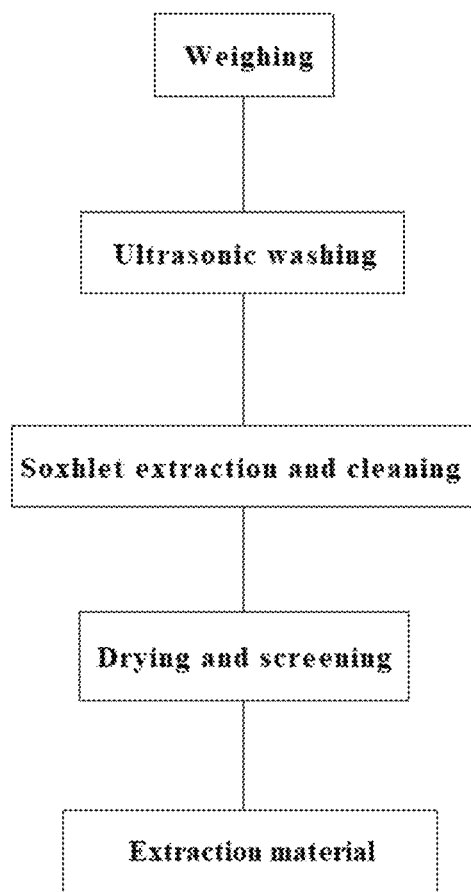 Weighing
Ultrasonic washing
Soxhlet extraction and cleaning
Drying and screening
Extraction material